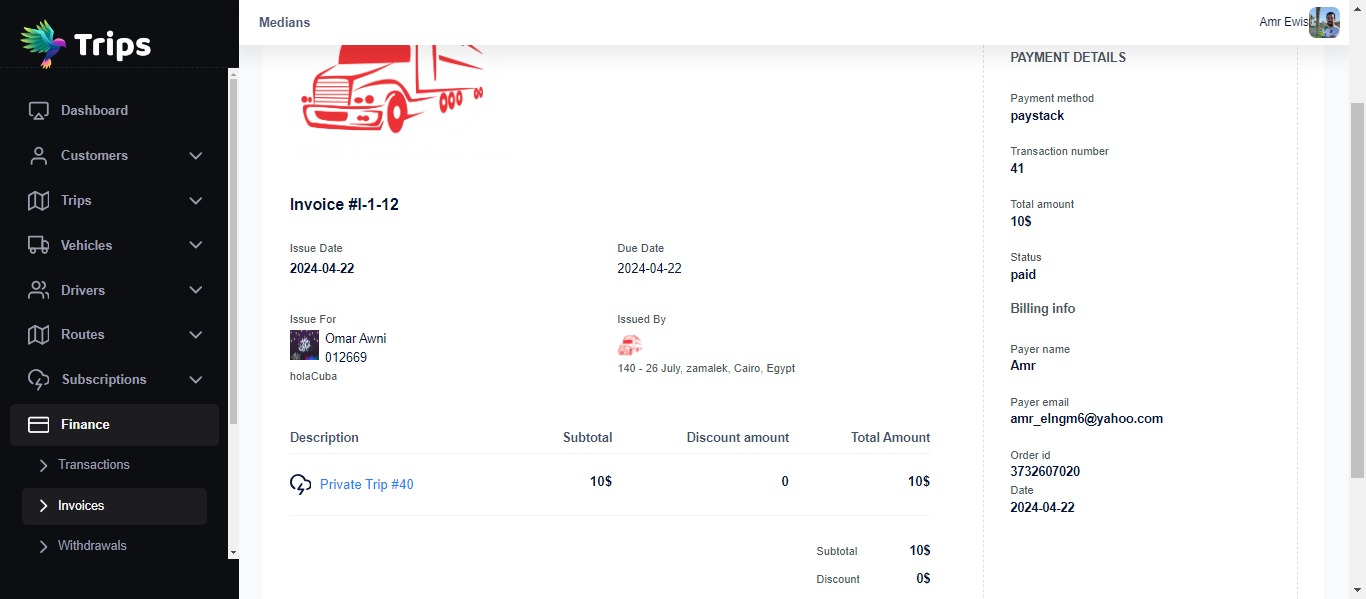 Trips
Dashboard
Customers
Trips
Vehicles
Drivers
Routes
Subscriptions
Finance
Transactions
Invoices
Withdrawals
Medians
Amr Ewis
Invoice #I-1-12
Issue Date
2024-04-22
Due Date
2024-04-22
Issue For
Omar Awni
012669
holaCuba
Issued By
140 - 26 July, zamalek, Cairo, Egypt
Description Subtotal Discount amount Total Amount
Private Trip #40 10$ 0 10$
Subtotal 10$
Discount 0$
PAYMENT DETAILS
Payment method
paystack
Transaction number
41
Total amount
10$
Status
paid
Billing info
Payer name
Amr
Payer email
amr_elngm6@yahoo.com
Order id
3732607020
Date
2024-04-22